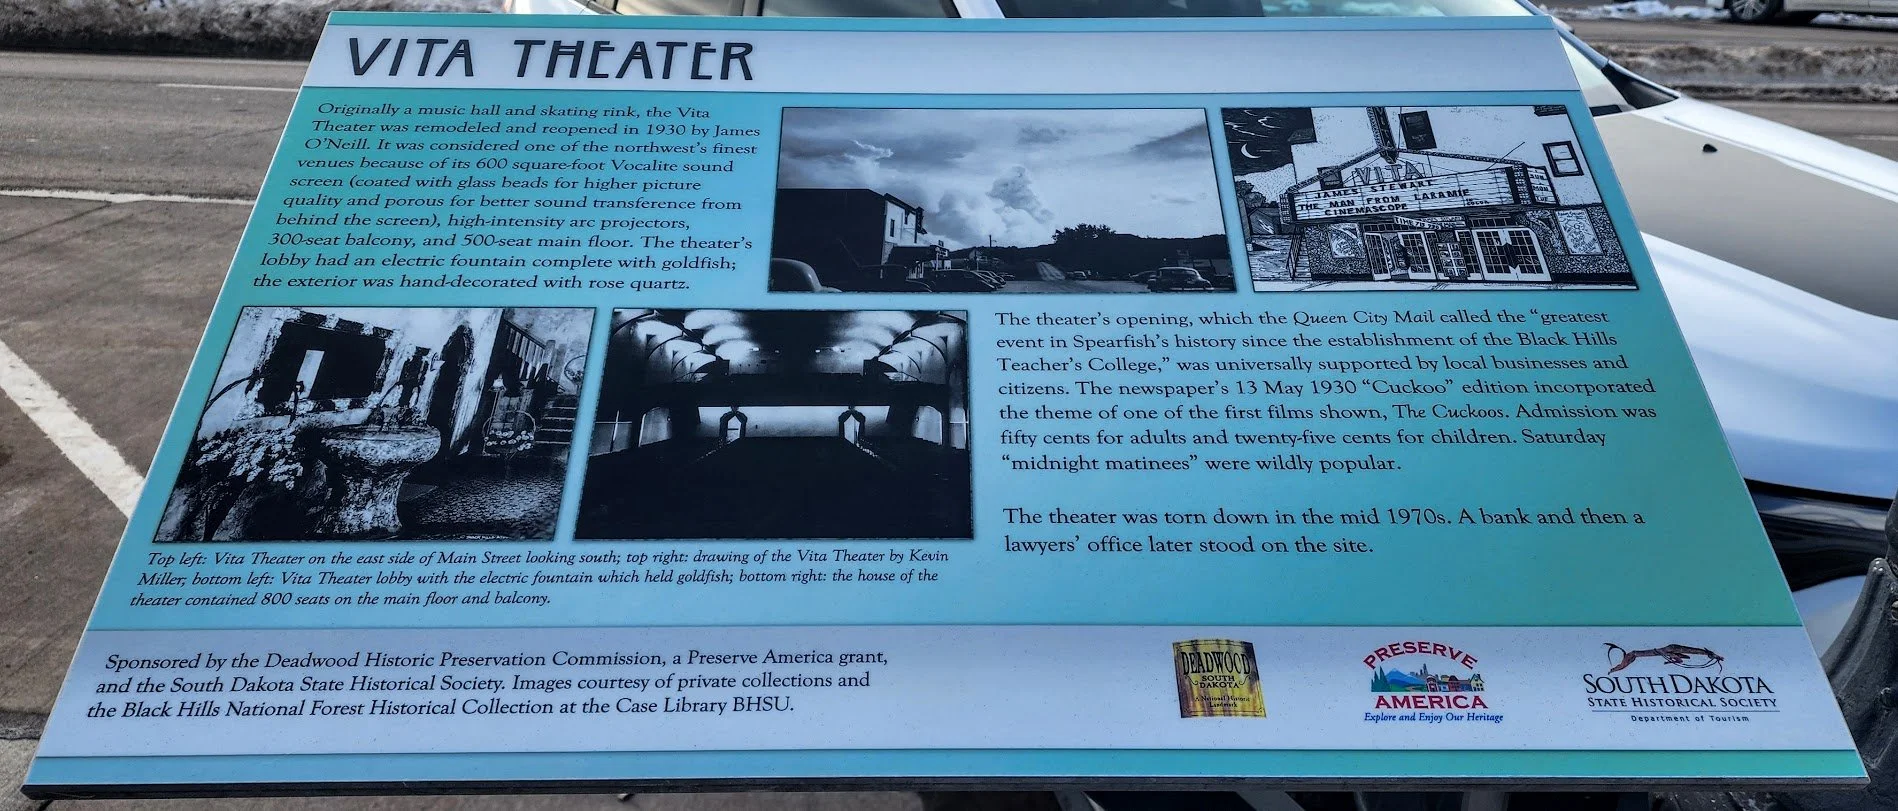 VITA THEATER
Originally a music hall and skating rink, the Vita
Theater was remodeled and reopened in 1930 by James
O'Neill. It was considered one of the northwest's finest
venues because of its 600 square-foot Vocalite sound
screen (coated with glass beads for higher picture
quality and porous for better sound transference from
behind the screen), high-intensity arc projectors,
300-seat balcony, and 500-seat main floor. The theater's
lobby had an electric fountain complete with goldfish;
the exterior was hand-decorated with rose quartz.
VITA
JAMES STEWART
THE MAN FROM LARAMIE
CINEMASCOPE
The theater's opening, which the Queen City Mail called the "greatest
event in Spearfish's history since the establishment of the Black Hills
Teacher's College," was universally supported by local businesses and
citizens. The newspaper's 13 May 1930 "Cuckoo" edition incorporated
the theme of one of the first films shown, The Cuckoos. Admission was
fifty cents for adults and twenty-five cents for children. Saturday
"midnight matinees" were wildly popular.
The theater was torn down in the mid 1970s. A bank and then a
lawyers' office later stood on the site.
Top left: Vita Theater on the east side of Main Street looking south; top right: drawing of the Vita Theater by Kevin
Miller; bottom left: Vita Theater lobby with the electric fountain which held goldfish; bottom right: the house of the
theater contained 800 seats on the main floor and balcony.
Sponsored by the Deadwood Historic Preservation Commission, a Preserve America grant,
and the South Dakota State Historical Society. Images courtesy of private collections and
the Black Hills National Forest Historical Collection at the Case Library BHSU.
DEADWOOD
SOUTH
DAKOTA
A National Historic
Landmark
PRESERVE
AMERICA
Explore and Enjoy Our Heritage
SOUTH DAKOTA
STATE HISTORICAL SOCIETY
Department of Tourism